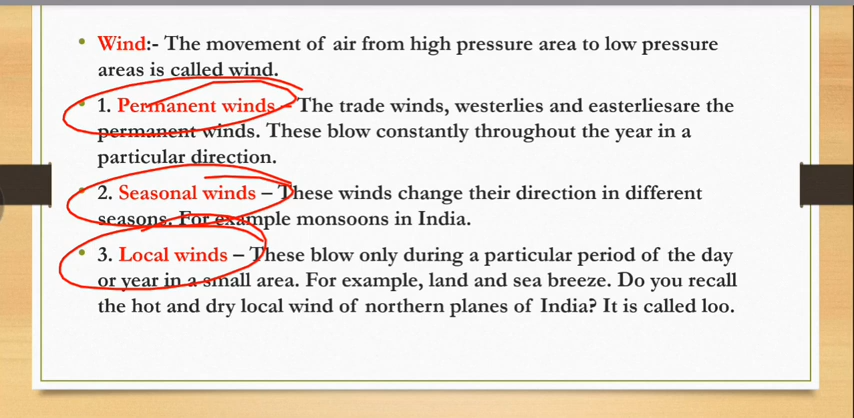 • Wind:- The movement of air from high pressure area to low pressure
areas is called wind.
• 1. Permanent winds – The trade winds, westerlies and easterliesare the
permanent winds. These blow constantly throughout the year in a
particular direction.
• 2. Seasonal winds – These winds change their direction in different
seasons. For example monsoons in India.
• 3. Local winds – These blow only during a particular period of the day
or year in a small area. For example, land and sea breeze. Do you recall
the hot and dry local wind of northern planes of India? It is called loo.